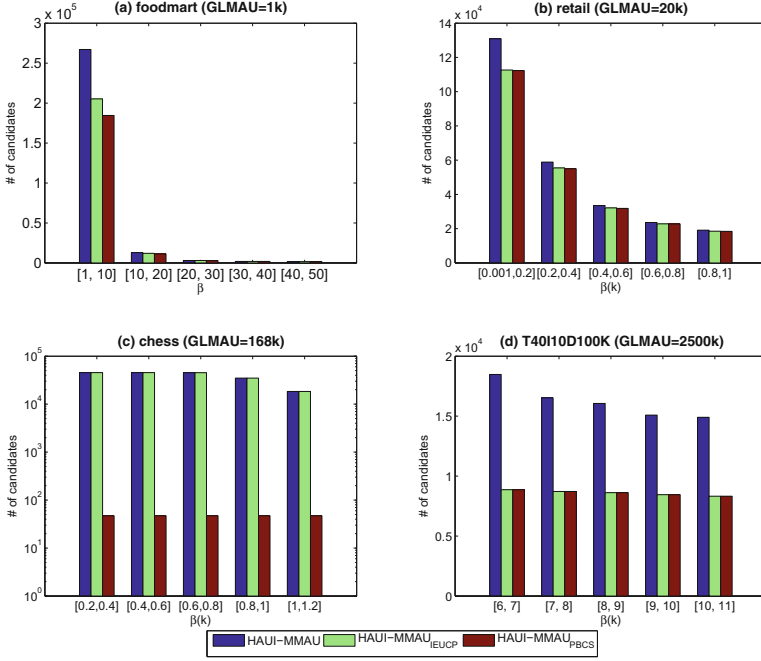 (a) foodmart (GLMAU=1k)
x 10^5
3
2.5
2
1.5
1
0.5
0
# of candidates
[1, 10] [10, 20] [20, 30] [30, 40] [40, 50]
β
(b) retail (GLMAU=20k)
x 10^4
14
12
10
8
6
4
2
0
# of candidates
[0.001,0.2] [0.2,0.4] [0.4,0.6] [0.6,0.8] [0.8,1]
β(k)
(c) chess (GLMAU=168k)
10^5
10^4
10^3
10^2
10^1
10^0
# of candidates
[0.2,0.4] [0.4,0.6] [0.6,0.8] [0.8,1] [1,1.2]
β(k)
(d) T40I10D100K (GLMAU=2500k)
x 10^4
2
1.5
1
0.5
0
# of candidates
[6, 7] [7, 8] [8, 9] [9, 10] [10, 11]
β(k)
HAUI−MMAU HAUI−MMAU_IEUCP HAUI−MMAU_PBCS